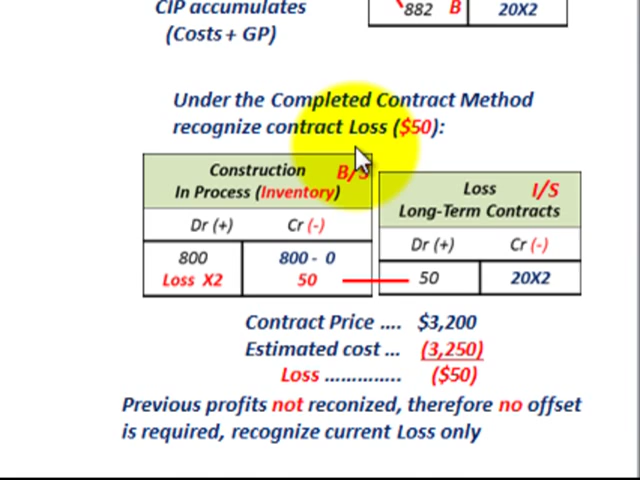 CIP accumulates
(Costs + GP)
882 B 20X2
Under the Completed Contract Method
recognize contract Loss ($50):
Construction B/S
In Process (Inventory)
Dr (+) Cr (-)
800 800 - 0
Loss X2 50
Loss I/S
Long-Term Contracts
Dr (+) Cr (-)
50 20X2
Contract Price .... $3,200
Estimated cost ... (3,250)
Loss .............. ($50)
Previous profits not reconized, therefore no offset
is required, recognize current Loss only